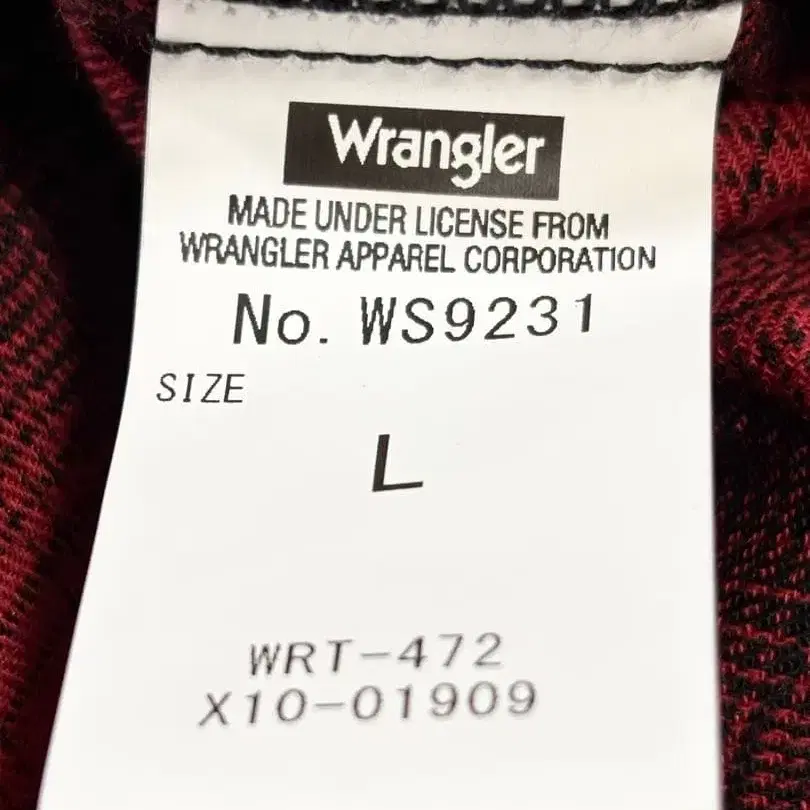 Wrangler
MADE UNDER LICENSE FROM
WRANGLER APPAREL CORPORATION
No. WS9231
SIZE
L
WRT-472
X10-01909